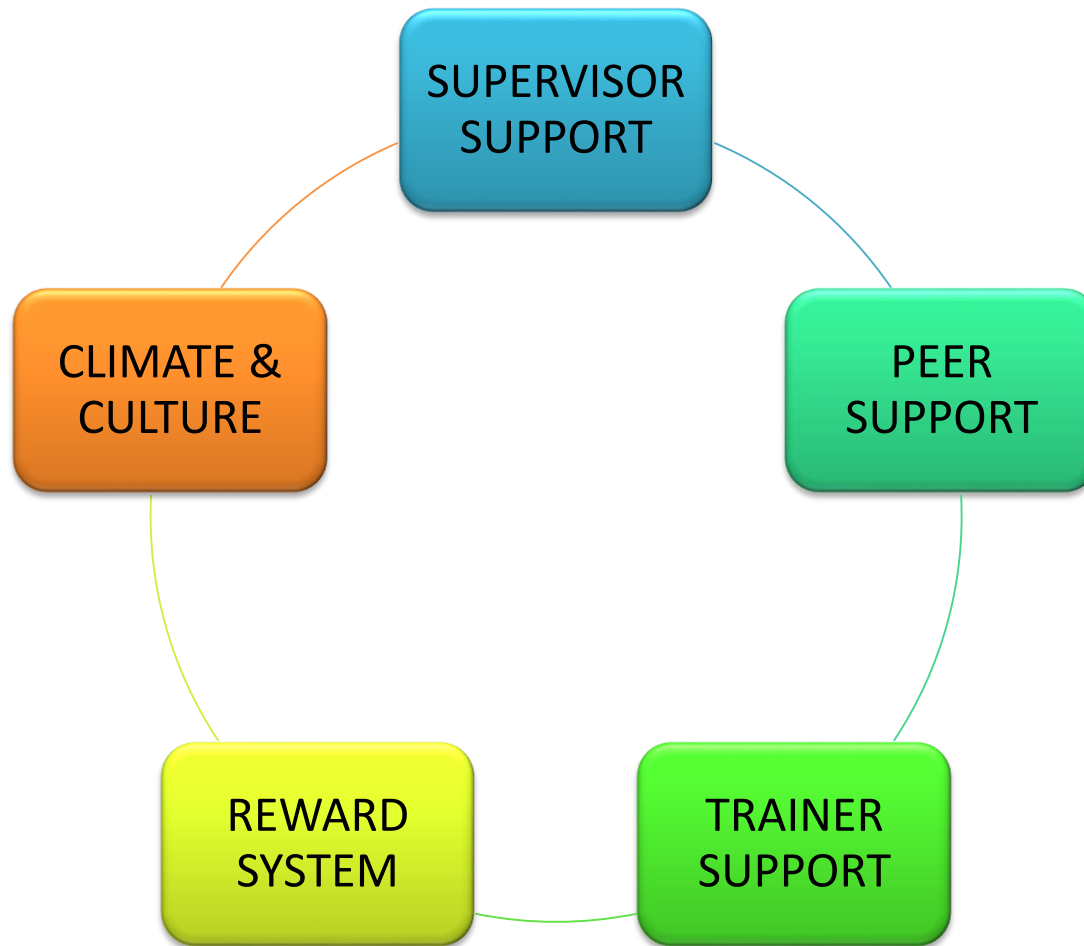 SUPERVISOR
SUPPORT
PEER
SUPPORT
TRAINER
SUPPORT
REWARD
SYSTEM
CLIMATE &
CULTURE